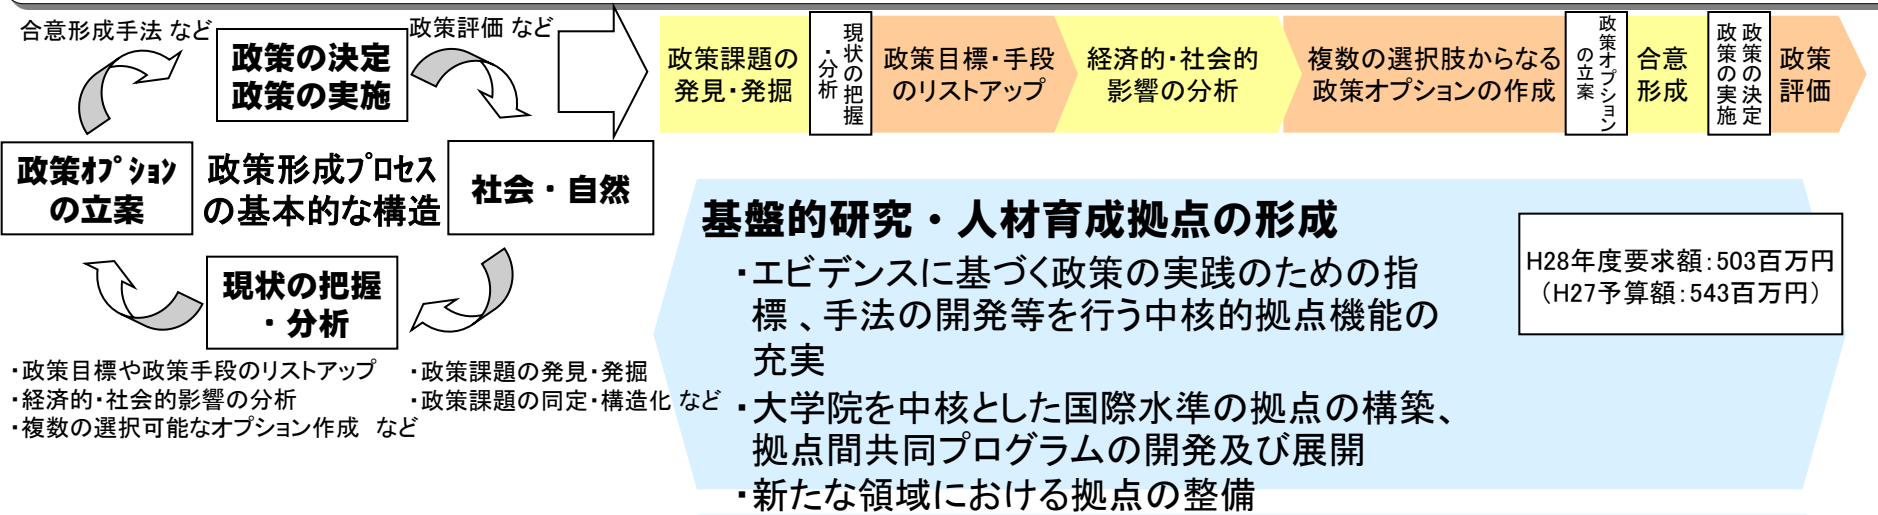 合意形成手法 など
政策評価 など
政策の決定
政策の実施
政策ｵﾌﾟｼｮﾝ
の立案
政策形成ﾌﾟﾛｾｽ
の基本的な構造
社会・自然
現状の把握
・分析
・政策目標や政策手段のリストアップ
・経済的・社会的影響の分析
・複数の選択可能なオプション作成 など
・政策課題の発見・発掘
・政策課題の同定・構造化 など
政策課題の
発見・発掘
現状の把握
・分析
政策目標・手段
のリストアップ
経済的・社会的
影響の分析
複数の選択肢からなる
政策オプションの作成
政策オプション
の立案
合意
形成
政策の決定
政策の実施
政策
評価
基盤的研究・人材育成拠点の形成
・エビデンスに基づく政策の実践のための指
標 、手法の開発等を行う中核的拠点機能の
充実
・大学院を中核とした国際水準の拠点の構築、
拠点間共同プログラムの開発及び展開
・新たな領域における拠点の整備
H28年度要求額:503百万円
（H27予算額:543百万円）